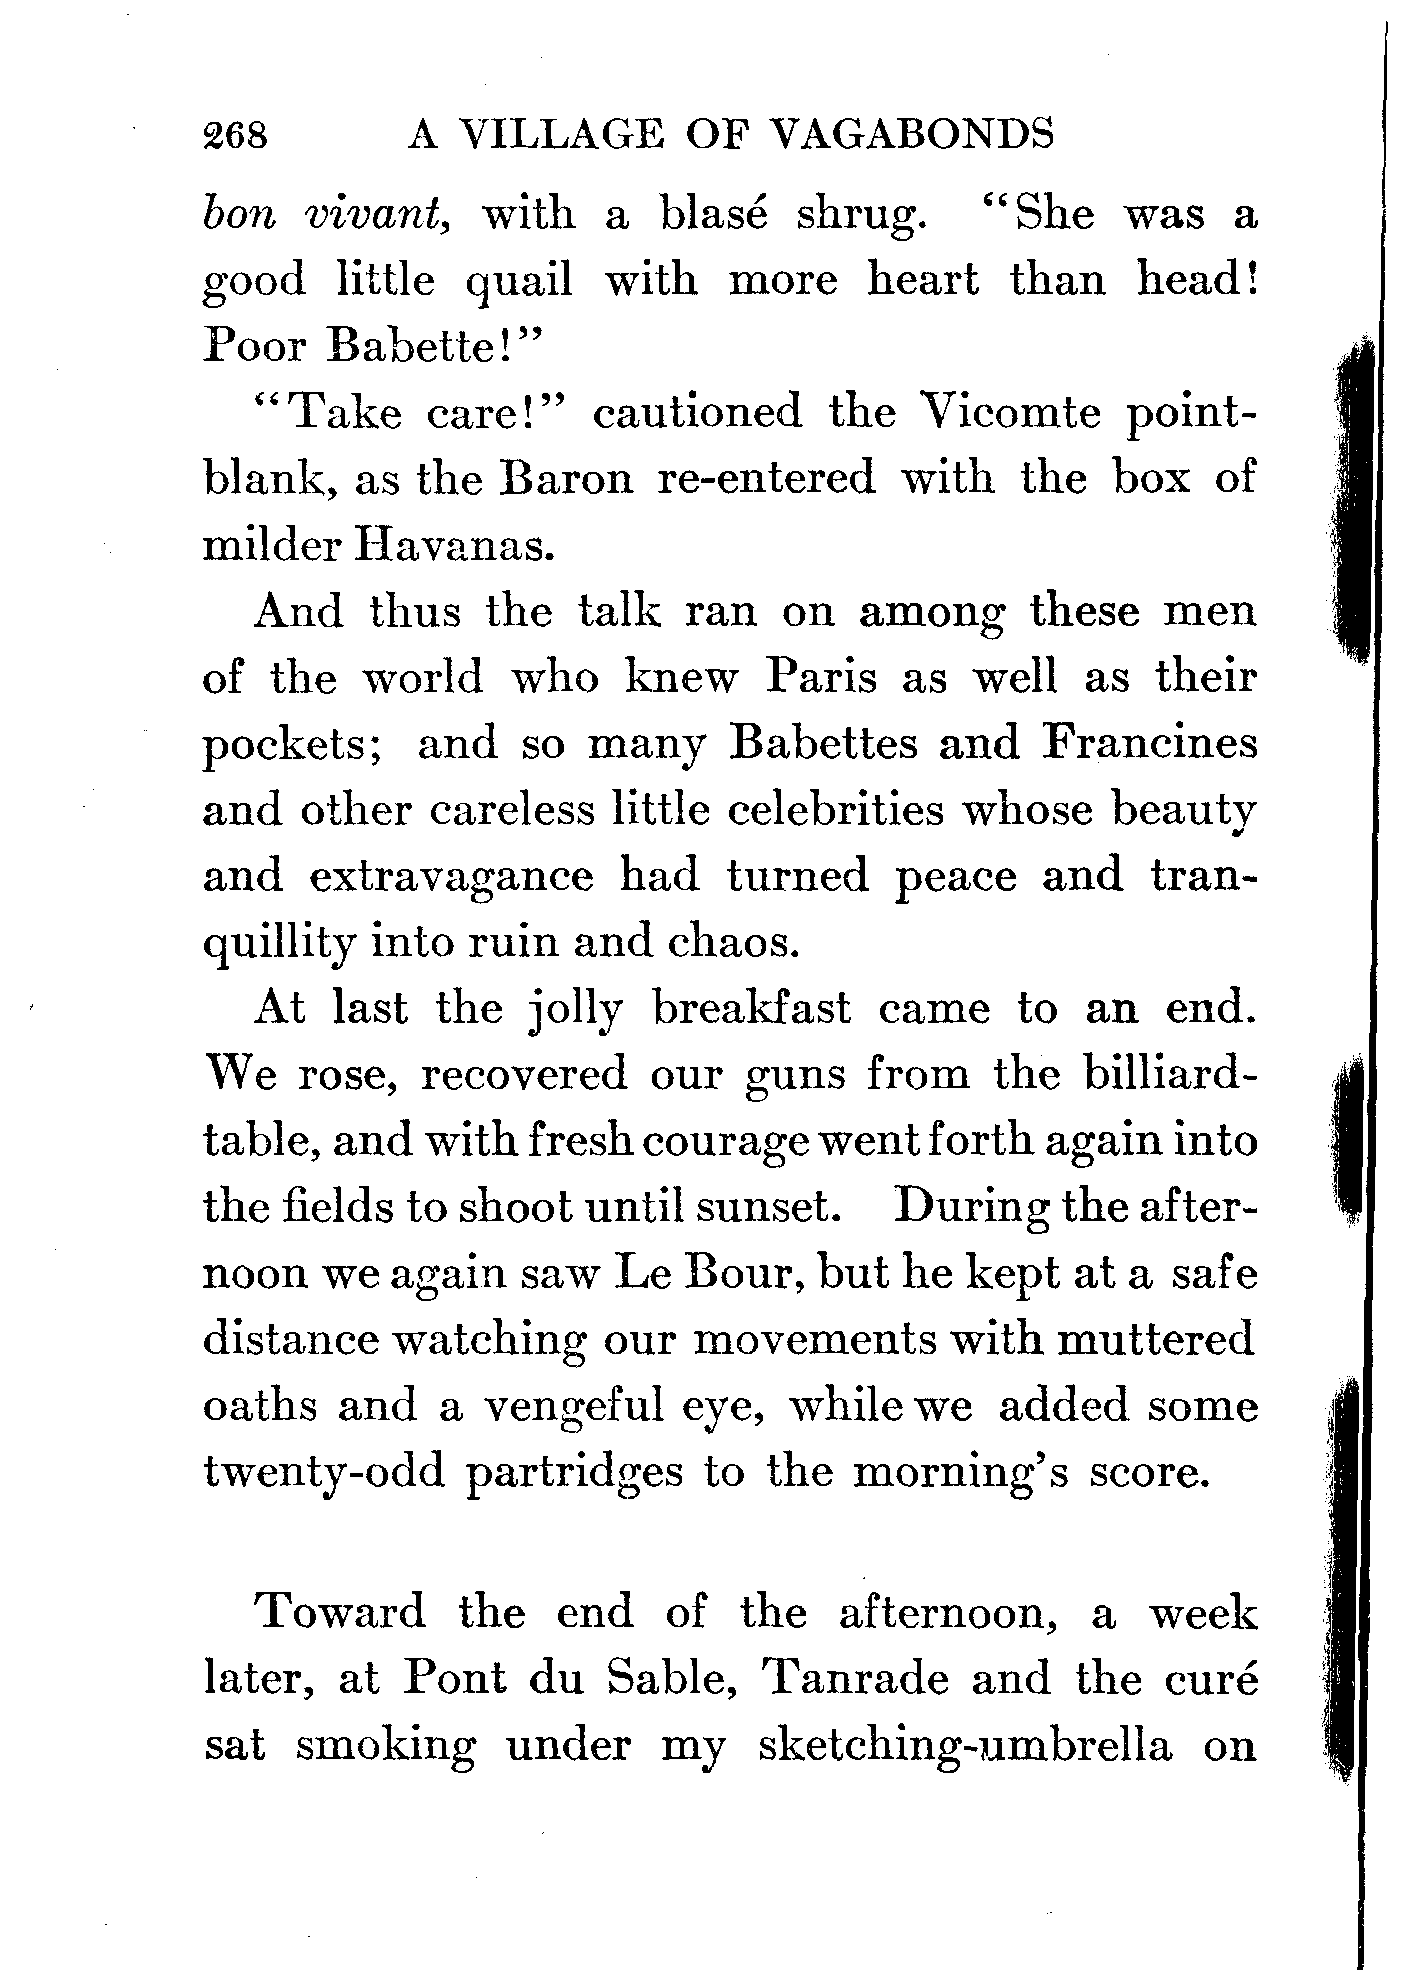 268 A VILLAGE OF VAGABONDS
bon vivant, with a blasé shrug. “She was a
good little quail with more heart than head!
Poor Babette!”
“Take care!” cautioned the Vicomte point-
blank, as the Baron re-entered with the box of
milder Havanas.
And thus the talk ran on among these men
of the world who knew Paris as well as their
pockets; and so many Babettes and Francines
and other careless little celebrities whose beauty
and extravagance had turned peace and tran-
quillity into ruin and chaos.
At last the jolly breakfast came to an end.
We rose, recovered our guns from the billiard-
table, and with fresh courage went forth again into
the fields to shoot until sunset. During the after-
noon we again saw Le Bour, but he kept at a safe
distance watching our movements with muttered
oaths and a vengeful eye, while we added some
twenty-odd partridges to the morning’s score.
Toward the end of the afternoon, a week
later, at Pont du Sable, Tanrade and the curé
sat smoking under my sketching-umbrella on